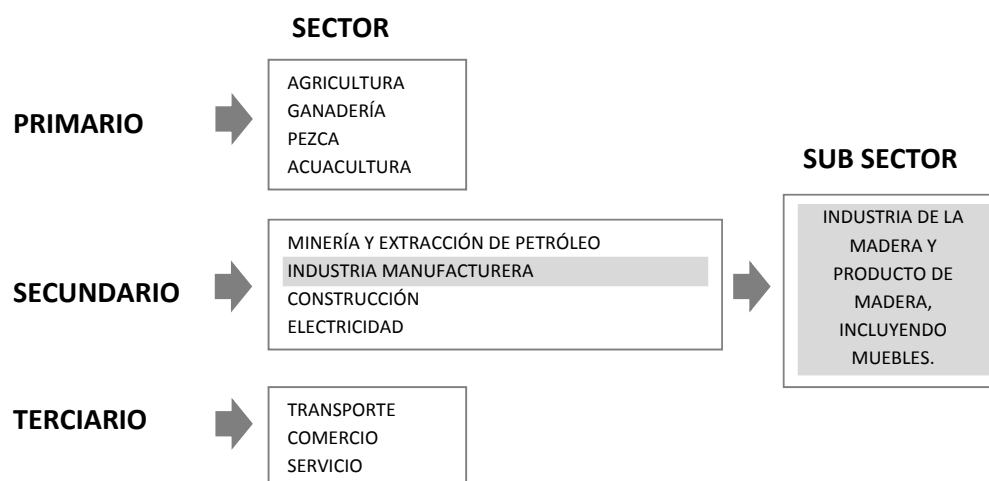 SECTOR
PRIMARIO
AGRICULTURA
GANADERÍA
PEZCA
ACUACULTURA
SECUNDARIO
MINERÍA Y EXTRACCIÓN DE PETRÓLEO
INDUSTRIA MANUFACTURERA
CONSTRUCCIÓN
ELECTRICIDAD
SUB SECTOR
INDUSTRIA DE LA
MADERA Y
PRODUCTO DE
MADERA,
INCLUYENDO
MUEBLES.
TERCIARIO
TRANSPORTE
COMERCIO
SERVICIO